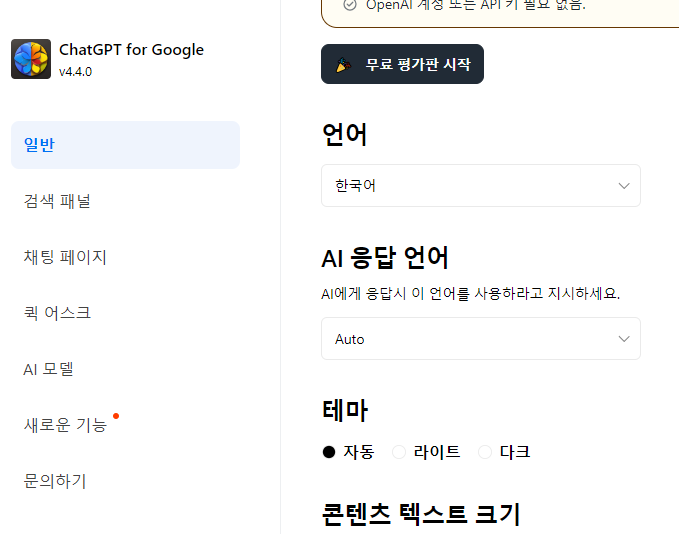 OpenAI 계정 또는 API 키 필요 없음.
ChatGPT for Google
v4.4.0
무료 평가판 시작
일반
검색 패널
채팅 페이지
퀵 어스크
AI 모델
새로운 기능
문의하기
언어
한국어
AI 응답 언어
AI에게 응답시 이 언어를 사용하라고 지시하세요.
Auto
테마
자동 라이트 다크
콘텐츠 텍스트 크기